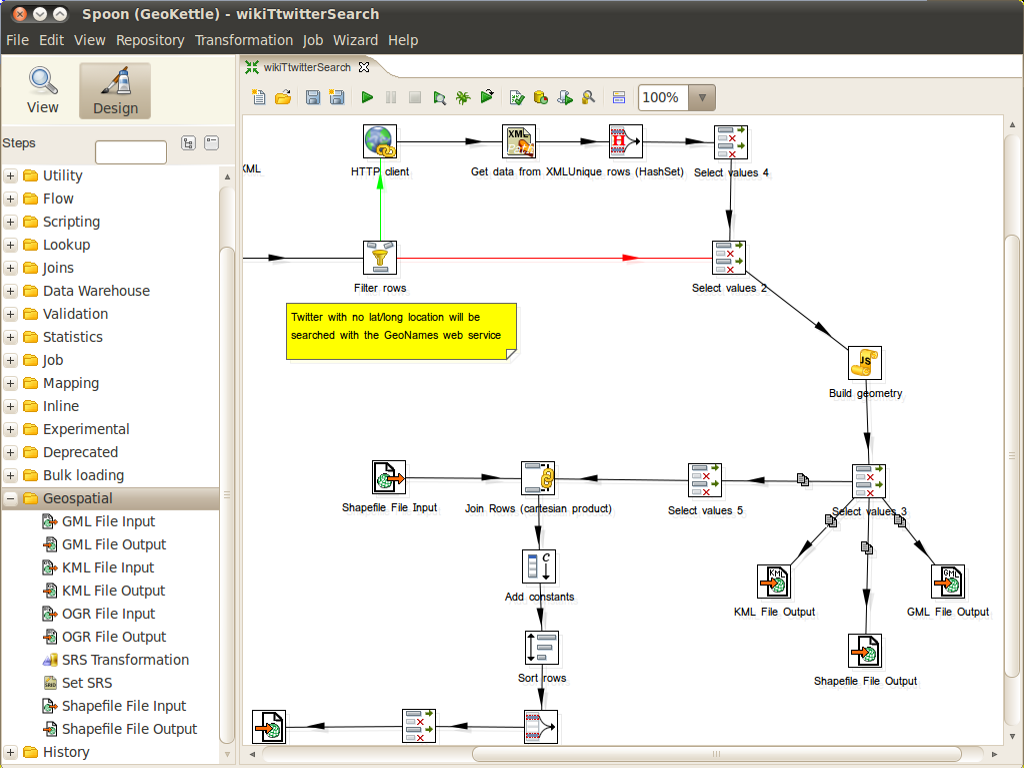 Spoon (GeoKettle) - wikiTtwitterSearch
File Edit View Repository Transformation Job Wizard Help
View
Design
wikiTtwitterSearch
100%
Steps
Utility
Flow
Scripting
Lookup
Joins
Data Warehouse
Validation
Statistics
Job
Mapping
Inline
Experimental
Deprecated
Bulk loading
Geospatial
GML File Input
GML File Output
KML File Input
KML File Output
OGR File Input
OGR File Output
SRS Transformation
Set SRS
Shapefile File Input
Shapefile File Output
History
XML
HTTP client
Get data from XML
Unique rows (HashSet)
Select values 4
Filter rows
Select values 2
Twitter with no lat/long location will be
searched with the GeoNames web service
JS
Build geometry
Shapefile File Input
Join Rows (cartesian product)
Select values 5
Select values 3
C
Add constants
KML
KML File Output
GML
GML File Output
Sort rows
Shapefile File Output